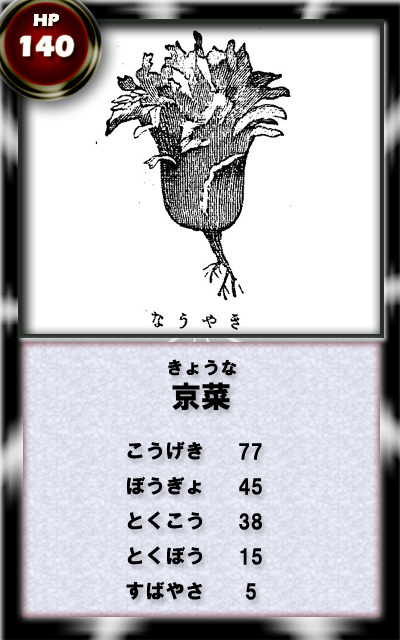 HP
140
なうやき
きょうな
京菜
こうげき 77
ぼうぎょ 45
とくこう 38
とくぼう 15
すばやさ 5